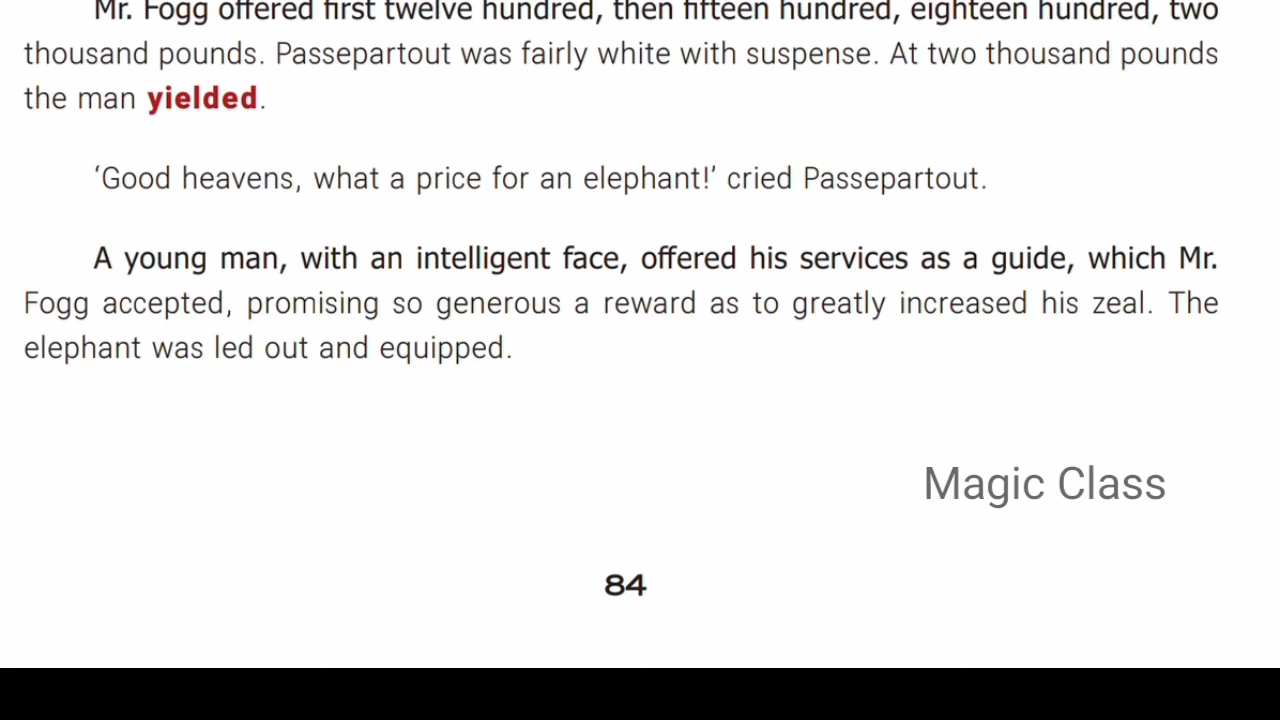 Mr. Fogg offered first twelve hundred, then fifteen hundred, eighteen hundred, two
thousand pounds. Passepartout was fairly white with suspense. At two thousand pounds
the man yielded.
‘Good heavens, what a price for an elephant!’ cried Passepartout.
A young man, with an intelligent face, offered his services as a guide, which Mr.
Fogg accepted, promising so generous a reward as to greatly increased his zeal. The
elephant was led out and equipped.
Magic Class
84